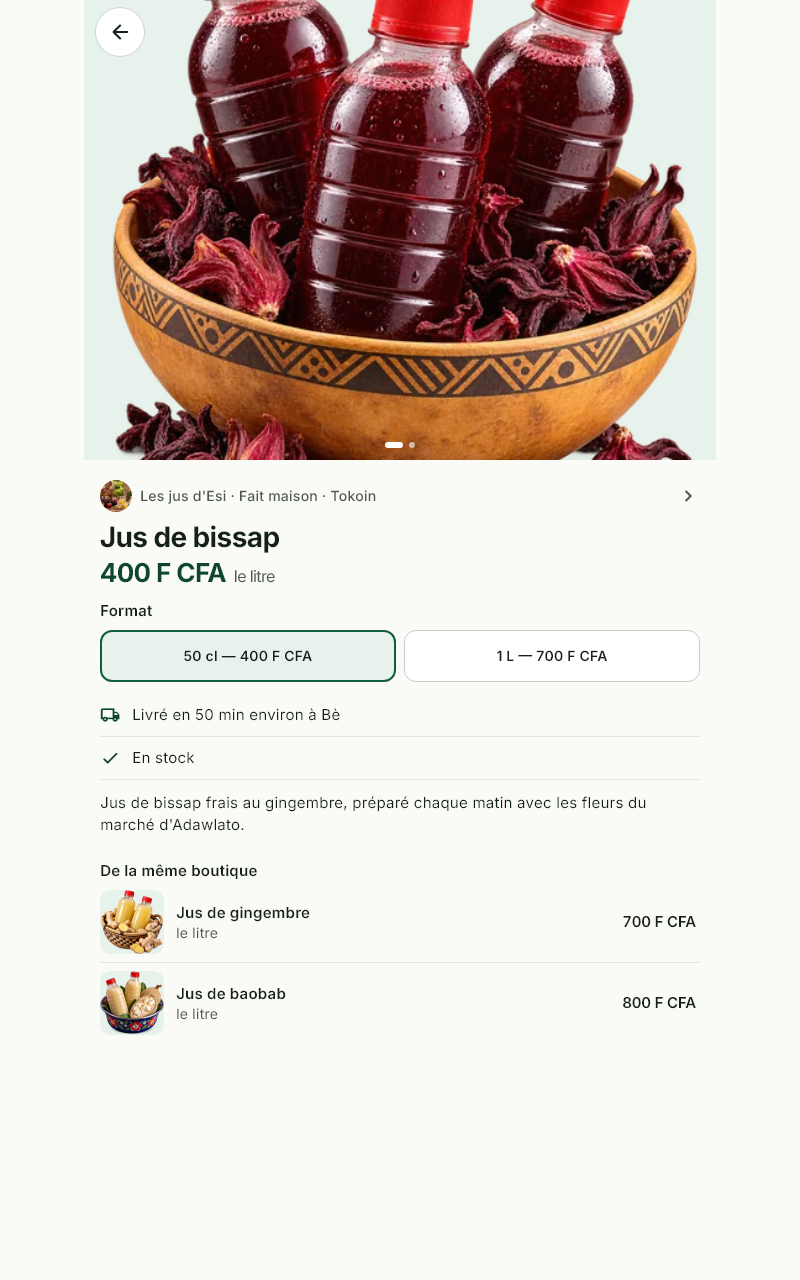 Les jus d'Esi · Fait maison · Tokoin
Jus de bissap
400 F CFA le litre
Format
50 cl — 400 F CFA
1 L — 700 F CFA
Livré en 50 min environ à Bè
En stock
Jus de bissap frais au gingembre, préparé chaque matin avec les fleurs du
marché d'Adawlato.
De la même boutique
Jus de gingembre
le litre
700 F CFA
Jus de baobab
le litre
800 F CFA